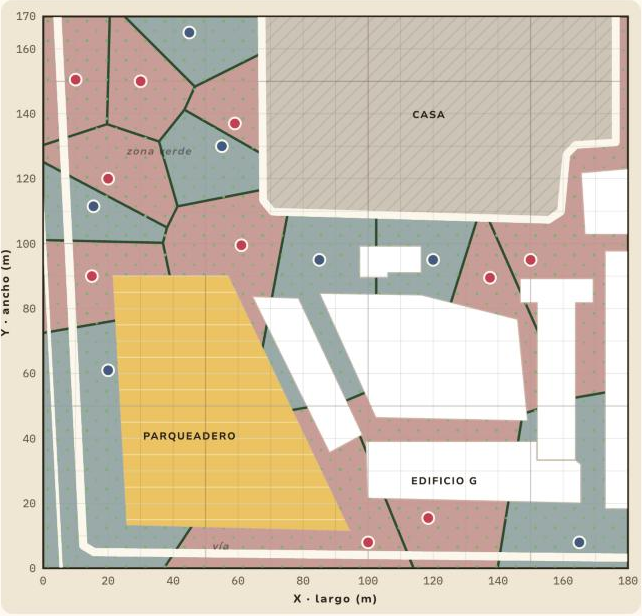 170
160
140
120
100
80
60
40
20
0
Y · ancho (m)
CASA
zona verde
PARQUEADERO
EDIFICIO G
vía
0 20 40 60 80 100 120 140 160 180
X · largo (m)